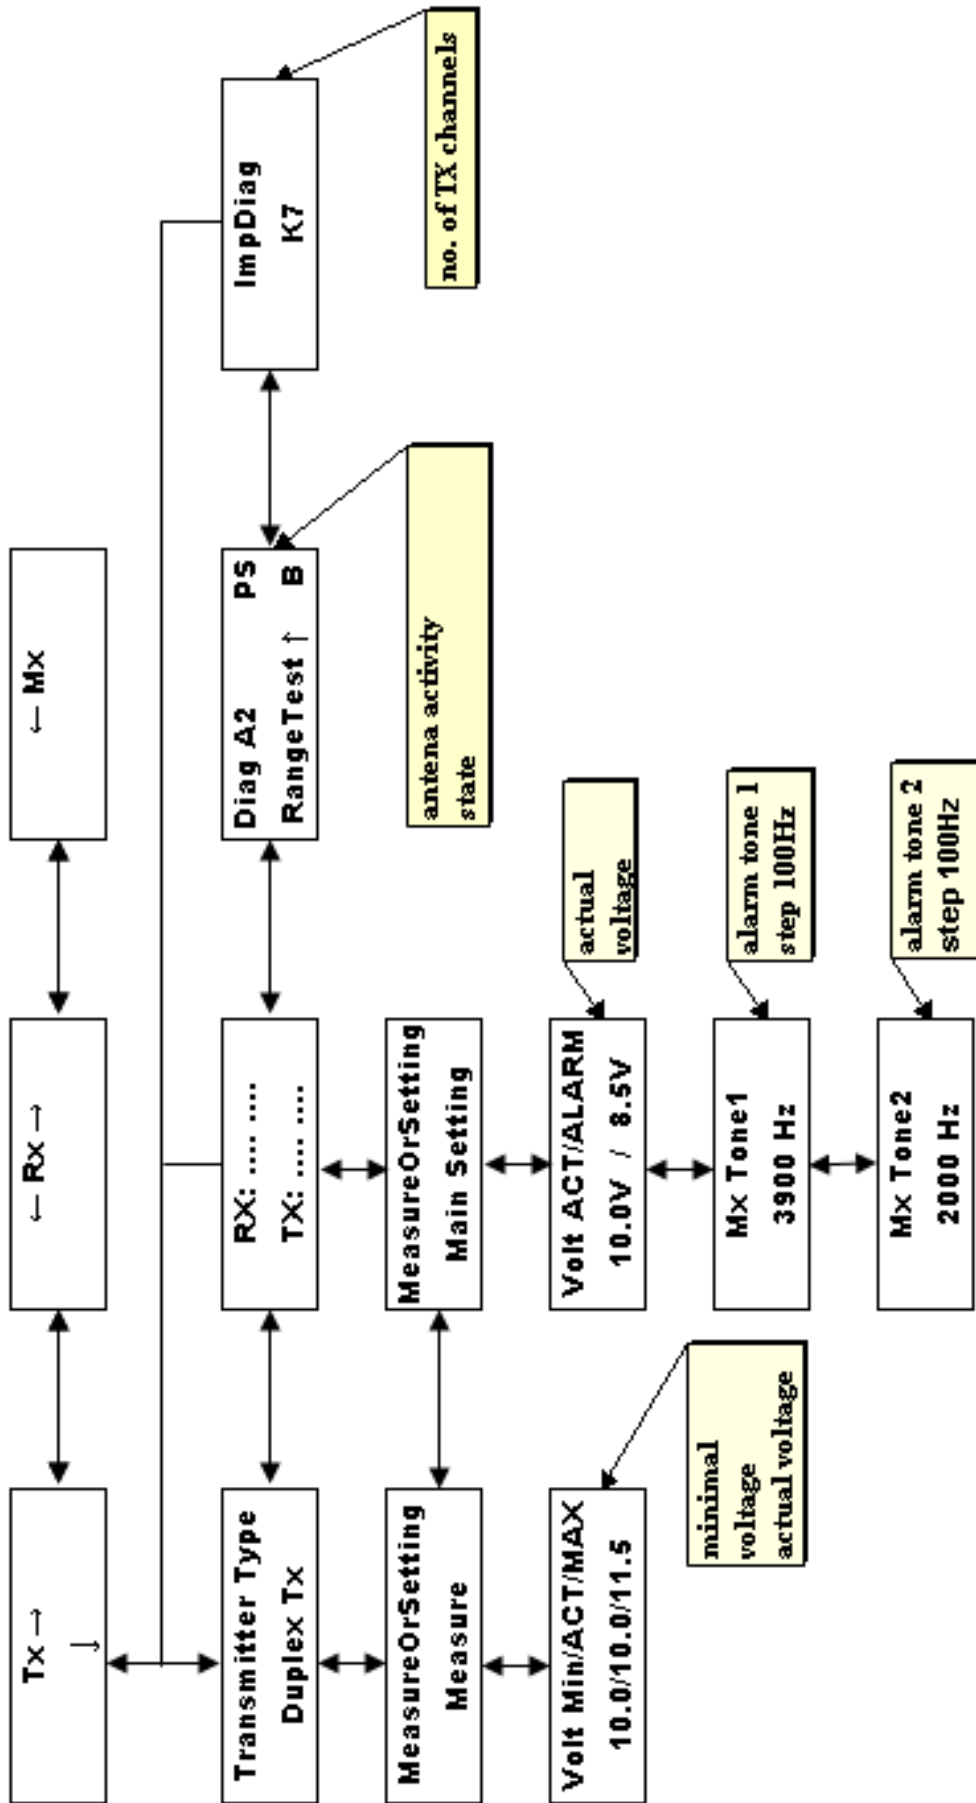 Tx →
↓
← Rx →
← Mx
Transmitter Type
Duplex Tx
RX: .... ....
TX: .... ....
Diag A2 PS
RangeTest ↑ B
ImpDiag
K7
no. of TX channels
MeasureOrSetting
Measure
MeasureOrSetting
Main Setting
antena activity
state
Volt Min/ACT/MAX
10.0/10.0/11.5
Volt ACT/ALARM
10.0V / 8.5V
actual
voltage
minimal
voltage
actual voltage
Mx Tone1
3900 Hz
alarm tone 1
step 100Hz
Mx Tone2
2000 Hz
alarm tone 2
step 100Hz